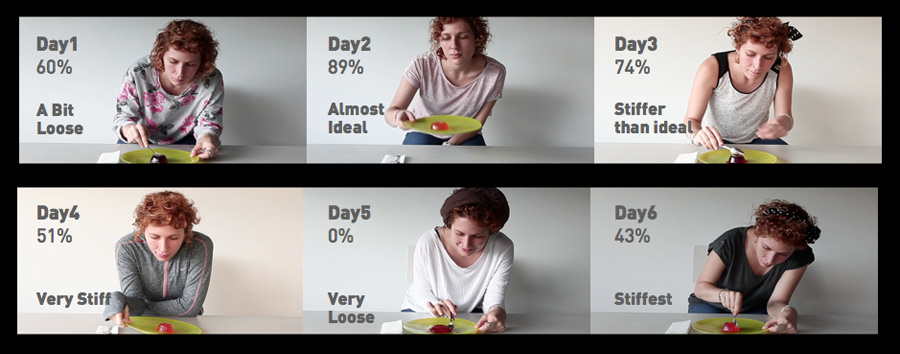 Day1
60%
A Bit
Loose
Day2
89%
Almost
Ideal
Day3
74%
Stiffer
than ideal
Day4
51%
Very Stiff
Day5
0%
Very
Loose
Day6
43%
Stiffest